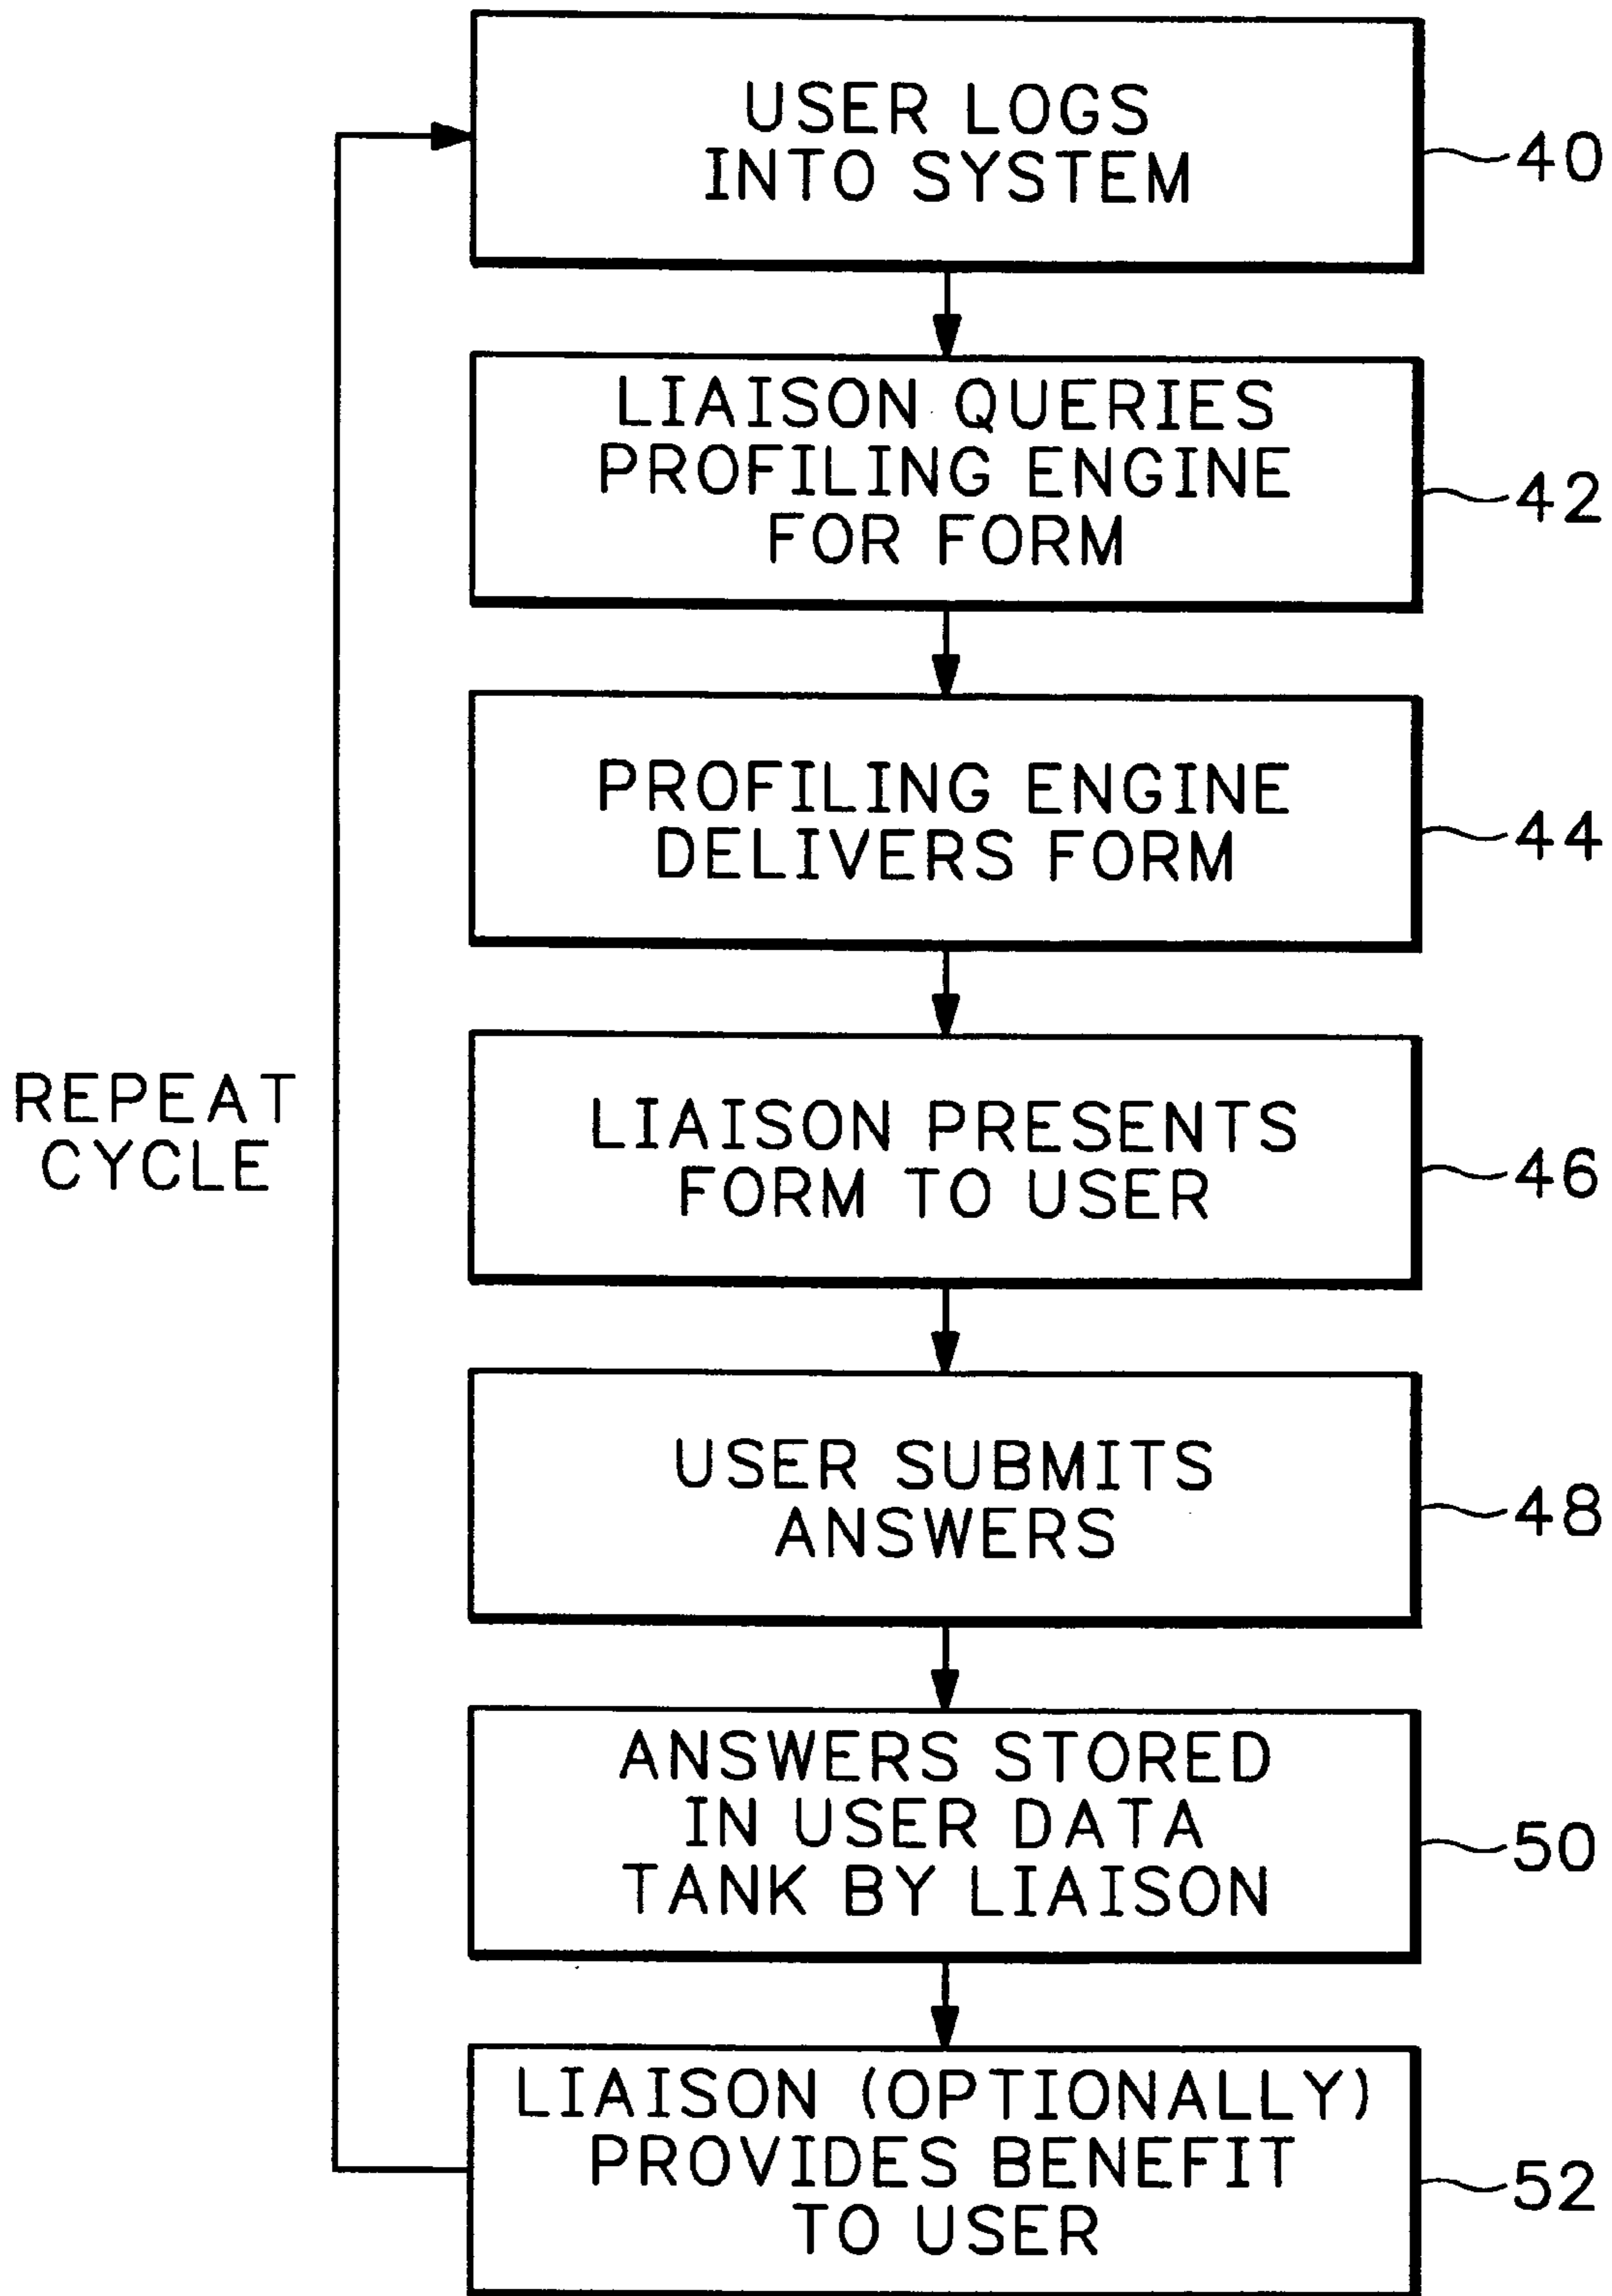 USER LOGS
INTO SYSTEM
40
LIAISON QUERIES
PROFILING ENGINE
FOR FORM
42
PROFILING ENGINE
DELIVERS FORM
44
REPEAT
CYCLE
LIAISON PRESENTS
FORM TO USER
46
USER SUBMITS
ANSWERS
48
ANSWERS STORED
IN USER DATA
TANK BY LIAISON
50
LIAISON (OPTIONALLY)
PROVIDES BENEFIT
TO USER
52